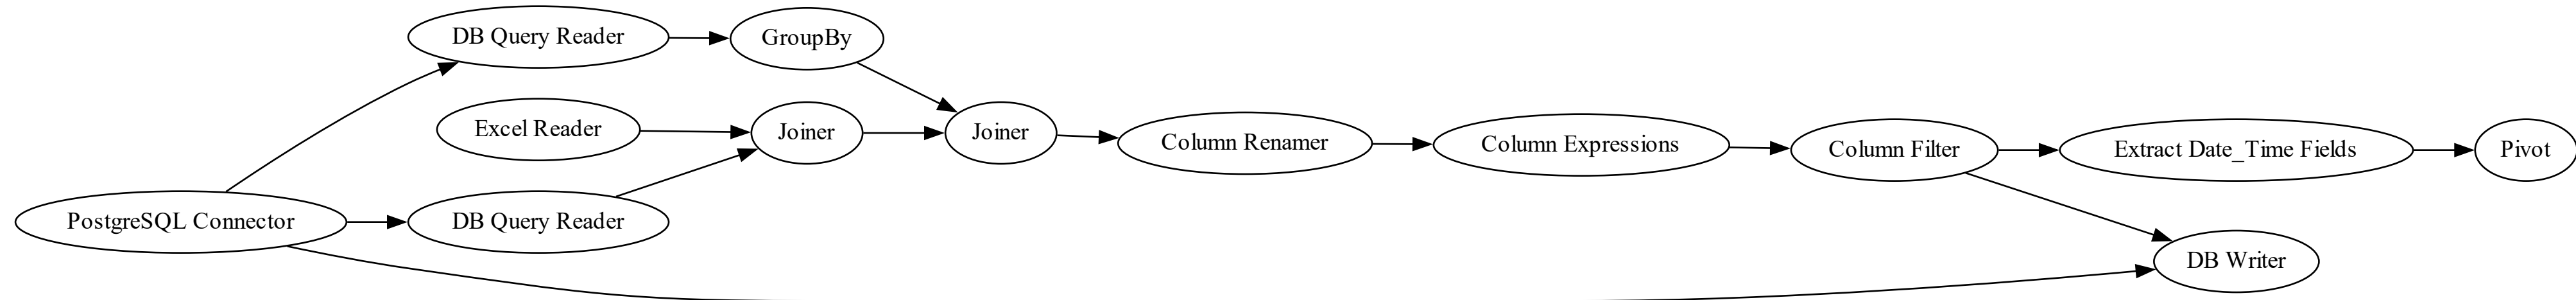 DB Query Reader
GroupBy
Excel Reader
Joiner
Joiner
Column Renamer
Column Expressions
Column Filter
Extract Date_Time Fields
Pivot
PostgreSQL Connector
DB Query Reader
DB Writer